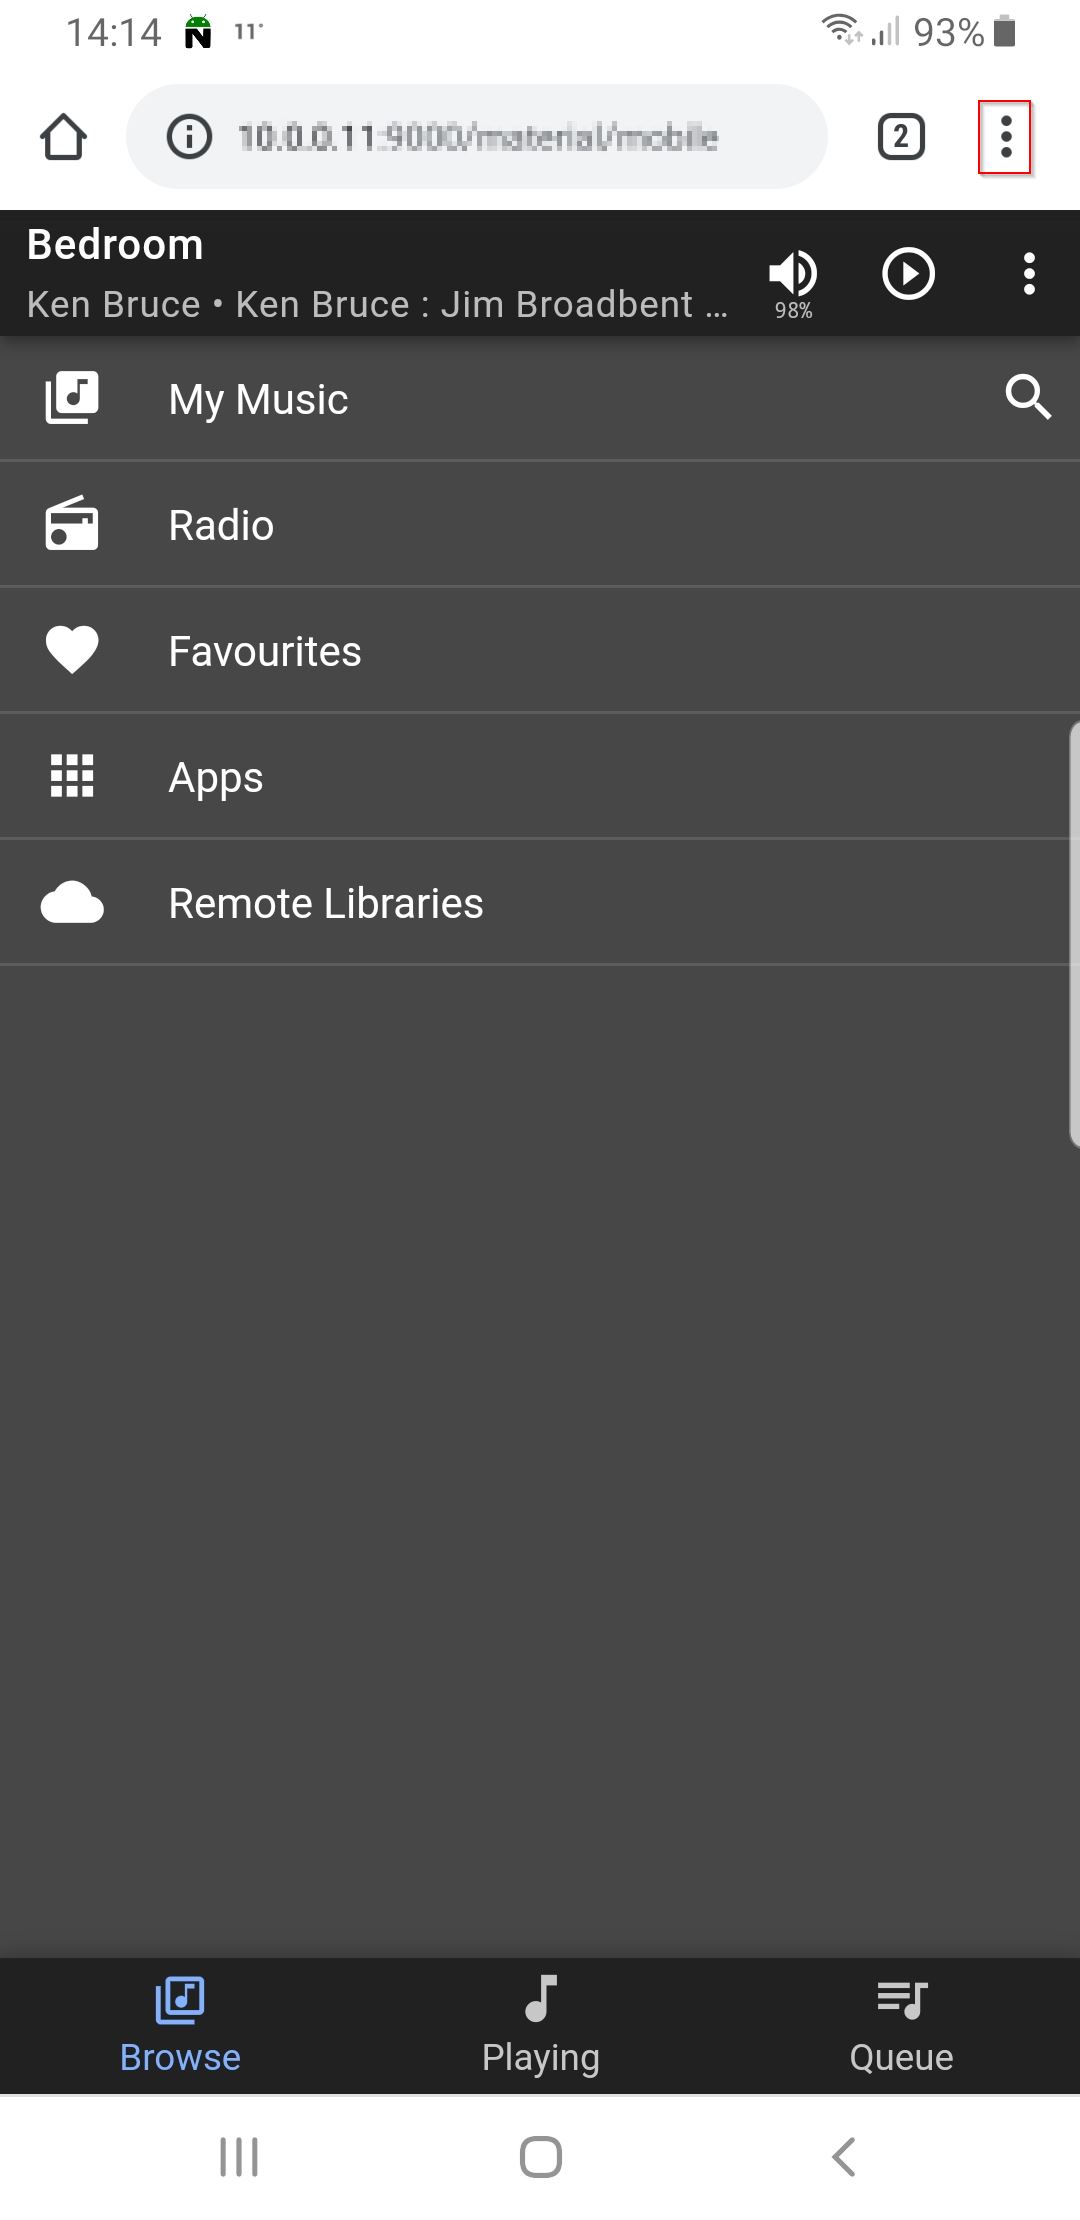 14:14 N 11°
93%
10.0.0.11:9000/material/mobile
2
Bedroom
Ken Bruce • Ken Bruce : Jim Broadbent ...
98%
My Music
Radio
Favourites
Apps
Remote Libraries
Browse
Playing
Queue